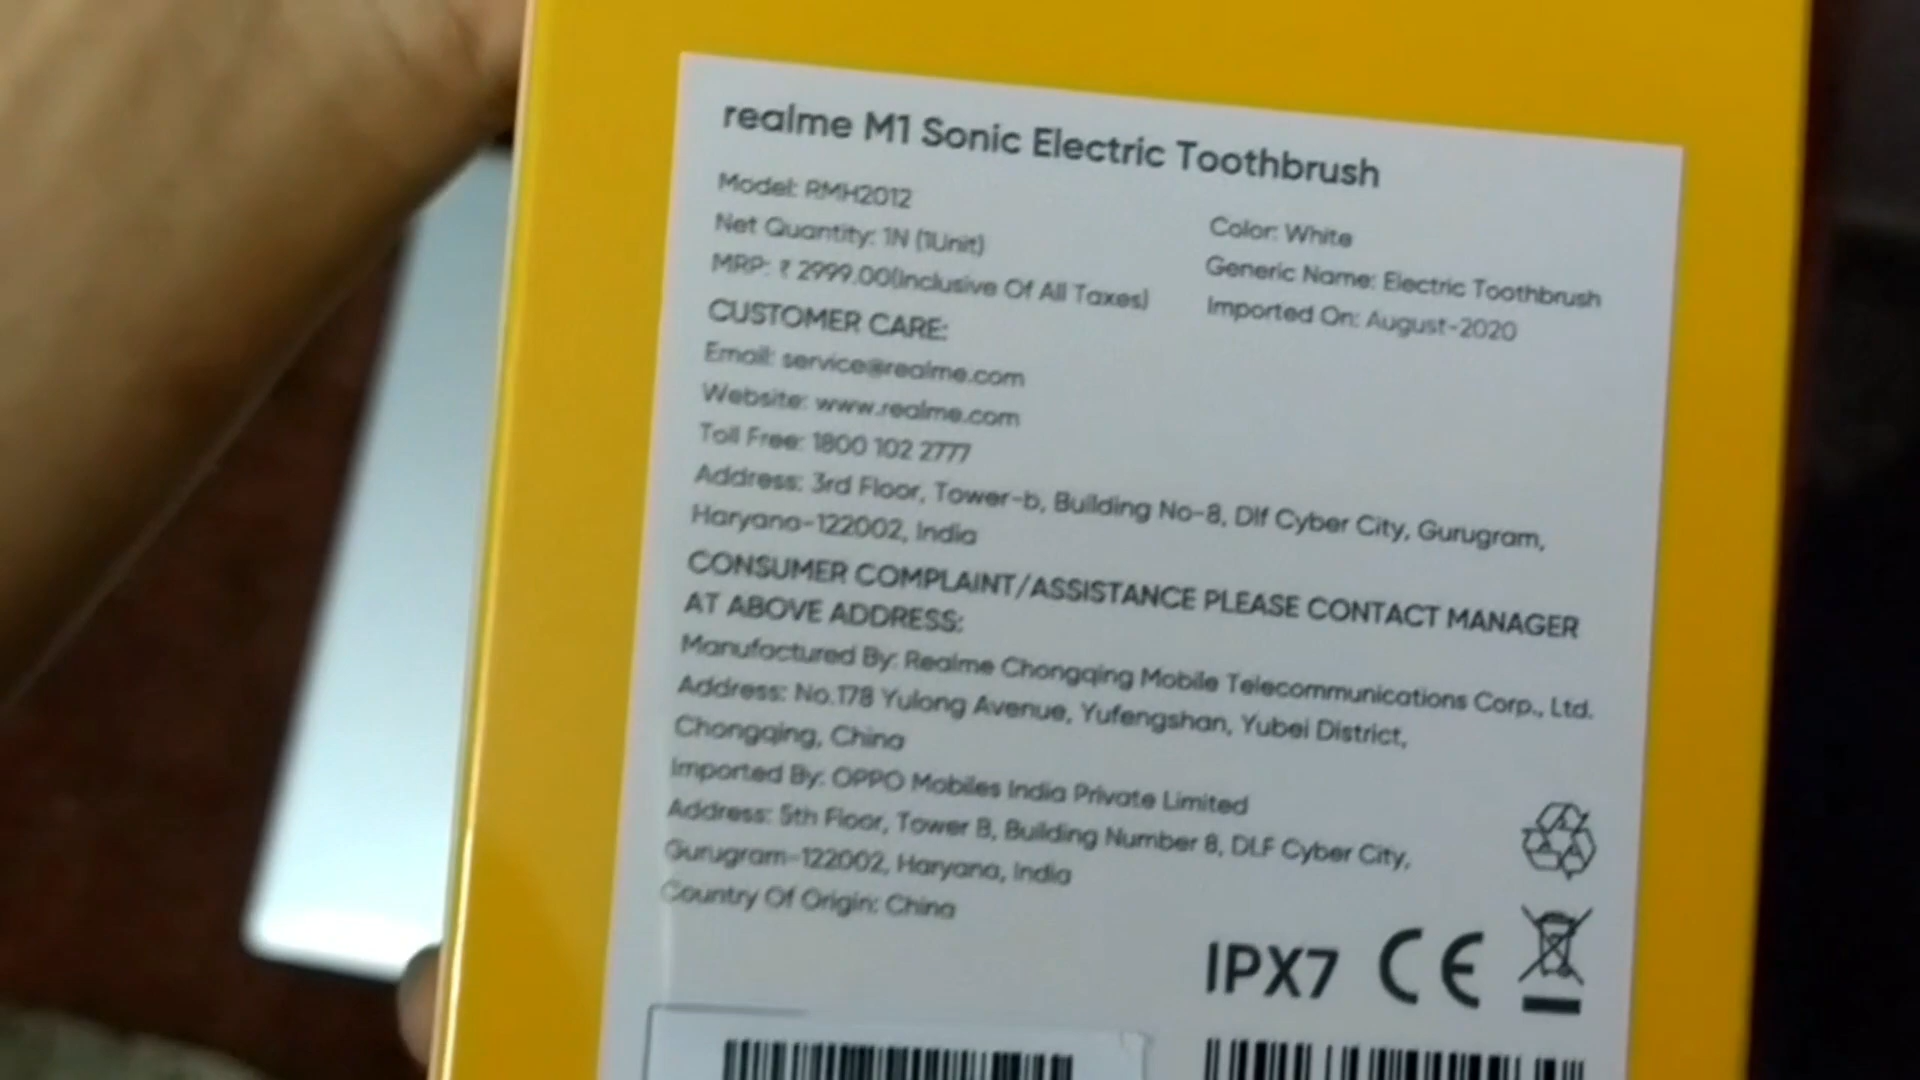 realme M1 Sonic Electric Toothbrush
Model: RMH2012
Net Quantity: 1N (1Unit)
MRP: ₹ 2999.00(Inclusive Of All Taxes)
Color: White
Generic Name: Electric Toothbrush
Imported On: August-2020
CUSTOMER CARE:
Email: service@realme.com
Website: www.realme.com
Toll Free: 1800 102 2777
Address: 3rd Floor, Tower-b, Building No-8, Dlf Cyber City, Gurugram,
Haryana-122002, India
CONSUMER COMPLAINT/ASSISTANCE PLEASE CONTACT MANAGER
AT ABOVE ADDRESS:
Manufactured By: Realme Chongqing Mobile Telecommunications Corp., Ltd.
Address: No.178 Yulong Avenue, Yufengshan, Yubei District,
Chongqing, China
Imported By: OPPO Mobiles India Private Limited
Address: 5th Floor, Tower B, Building Number 8, DLF Cyber City,
Gurugram-122002, Haryana, India
Country Of Origin: China
IPX7 CE